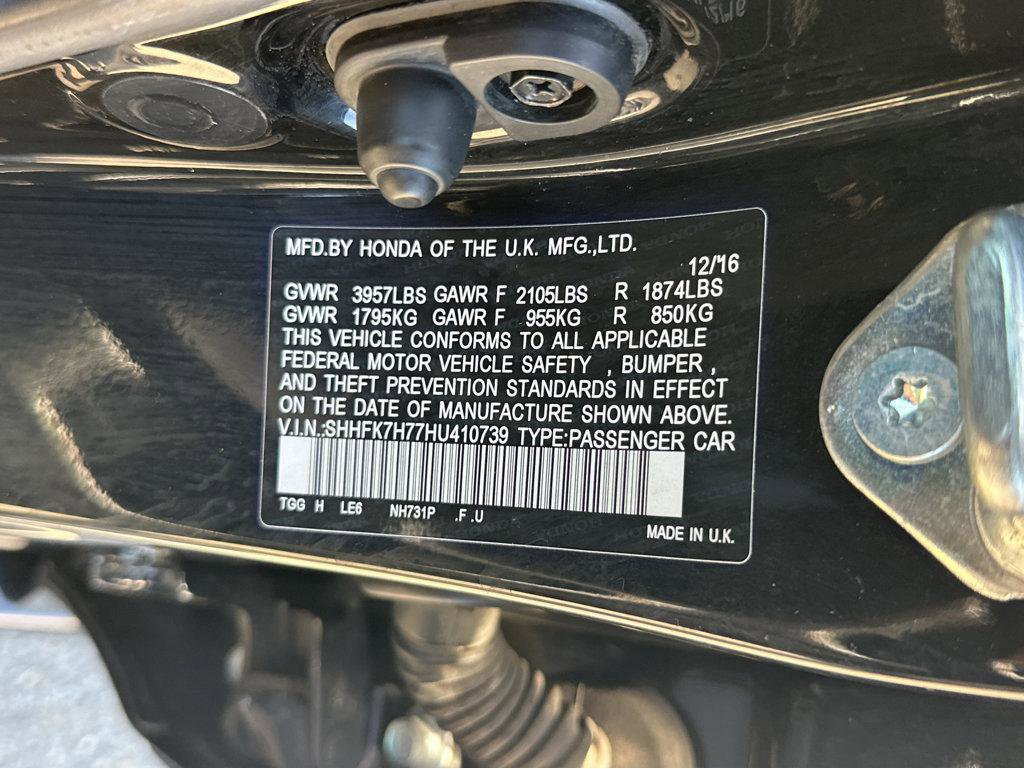 MFD.BY HONDA OF THE U.K. MFG.,LTD.
12/16
GVWR 3957LBS GAWR F 2105LBS R 1874LBS
GVWR 1795KG GAWR F 955KG R 850KG
THIS VEHICLE CONFORMS TO ALL APPLICABLE
FEDERAL MOTOR VEHICLE SAFETY , BUMPER ,
AND THEFT PREVENTION STANDARDS IN EFFECT
ON THE DATE OF MANUFACTURE SHOWN ABOVE.
V.I.N.:SHHFK7H77HU410739 TYPE:PASSENGER CAR
TGG H LE6 NH731P .F .U
MADE IN U.K.